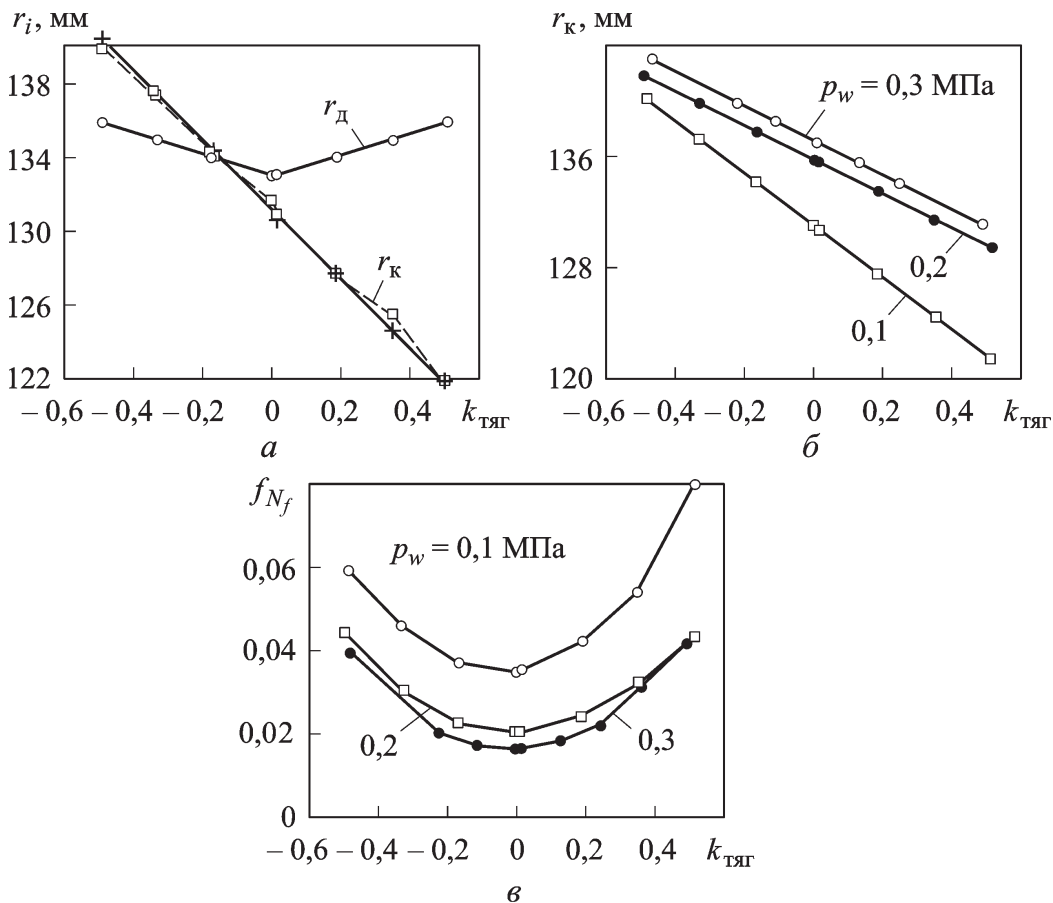 r_i, мм
138
134
130
126
122
r_д
r_к
– 0,6 – 0,4 – 0,2 0 0,2 0,4 k_тяг
а
r_к, мм
136
128
120
p_w = 0,3 МПа
0,2
0,1
– 0,6 – 0,4 – 0,2 0 0,2 0,4 k_тяг
б
f_{N_f}
0,06
0,04
0,02
0
p_w = 0,1 МПа
0,2
0,3
– 0,6 – 0,4 – 0,2 0 0,2 0,4 k_тяг
в